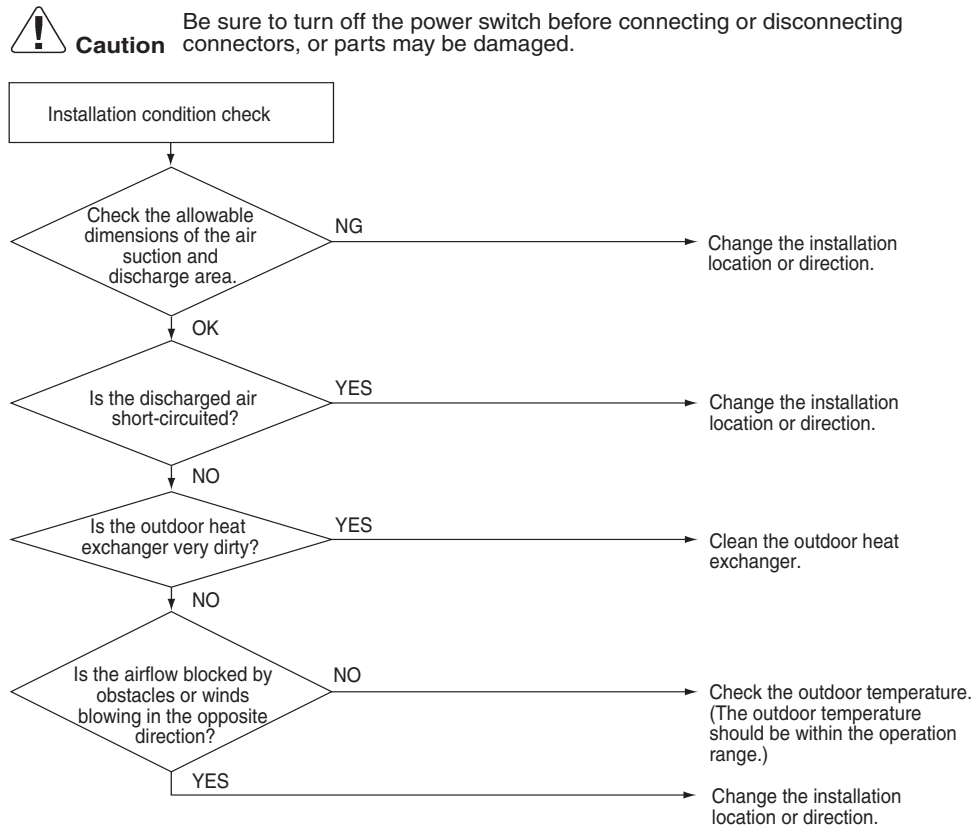 Be sure to turn off the power switch before connecting or disconnecting
Caution connectors, or parts may be damaged.
Installation condition check
Check the allowable
dimensions of the air
suction and
discharge area.
NG
Change the installation
location or direction.
OK
Is the discharged air
short-circuited?
YES
Change the installation
location or direction.
NO
Is the outdoor heat
exchanger very dirty?
YES
Clean the outdoor heat
exchanger.
NO
Is the airflow blocked by
obstacles or winds
blowing in the opposite
direction?
NO
Check the outdoor temperature.
(The outdoor temperature
should be within the operation
range.)
YES
Change the installation
location or direction.